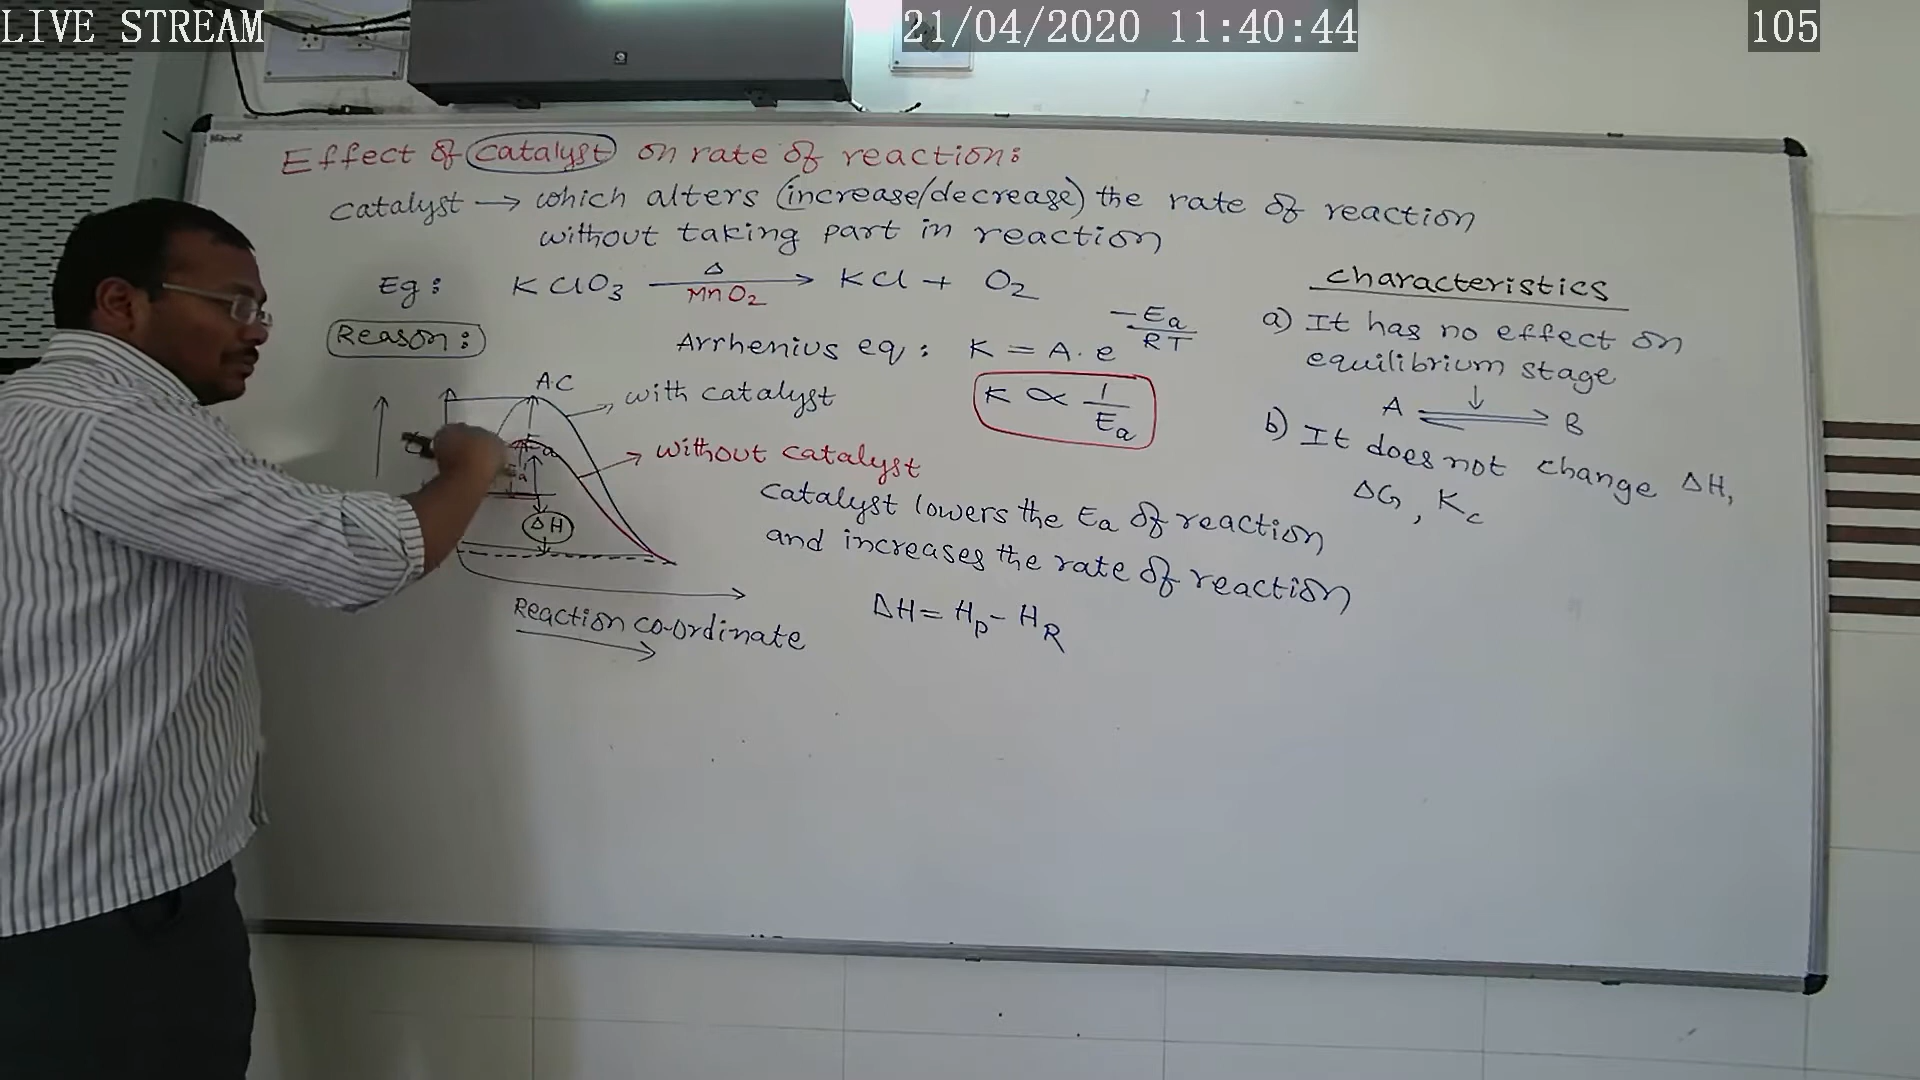 LIVE STREAM
21/04/2020 11:40:44
105
Effect of catalyst on rate of reaction:
catalyst → which alters (increase/decrease) the rate of reaction
without taking part in reaction
Eg: KClO3 —Δ/MnO2→ KCl + O2
Reason:
Arrhenius eq: K = A. e^(-Ea/RT)
K ∝ 1/Ea
A.C
with catalyst
without catalyst
Ea
Ea
ΔH
Reaction co-ordinate
catalyst lowers the Ea of reaction
and increases the rate of reaction
ΔH = Hp - HR
characteristics
a) It has no effect on
equilibrium stage
A ⇌ B
b) It does not change ΔH,
ΔG, Kc